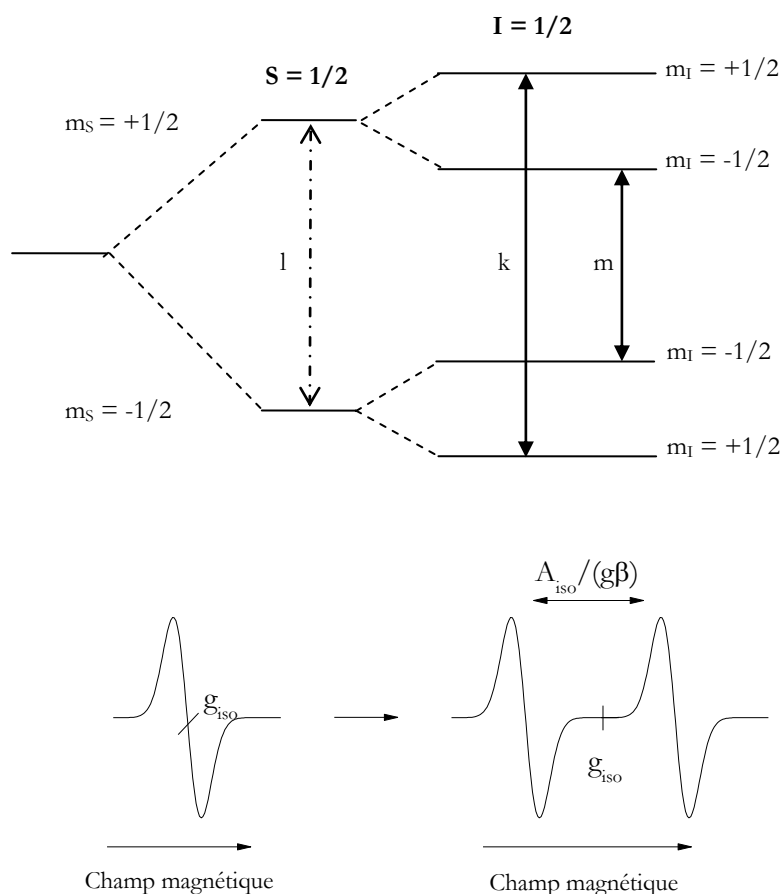 I = 1/2
S = 1/2
m_I = +1/2
m_S = +1/2
m_I = -1/2
l
k
m
m_I = -1/2
m_S = -1/2
m_I = +1/2
A_iso/(gβ)
g_iso
g_iso
Champ magnétique
Champ magnétique